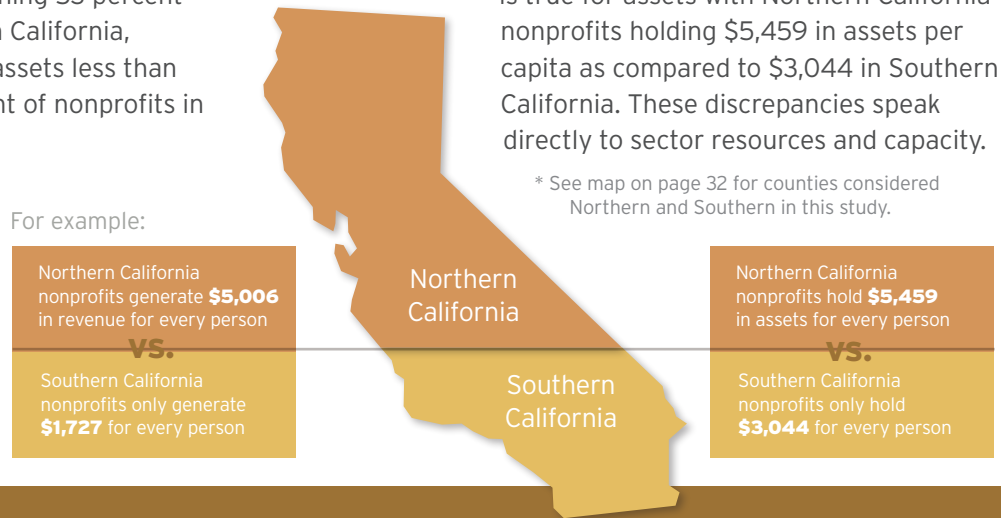 California,
assets less than
of nonprofits in
is true for assets with Northern California
nonprofits holding $5,459 in assets per
capita as compared to $3,044 in Southern
California. These discrepancies speak
directly to sector resources and capacity.
* See map on page 32 for counties considered
Northern and Southern in this study.
For example:
Northern California
nonprofits generate $5,006
in revenue for every person
vs.
Southern California
nonprofits only generate
$1,727 for every person
Northern
California
Southern
California
Northern California
nonprofits hold $5,459
in assets for every person
vs.
Southern California
nonprofits only hold
$3,044 for every person